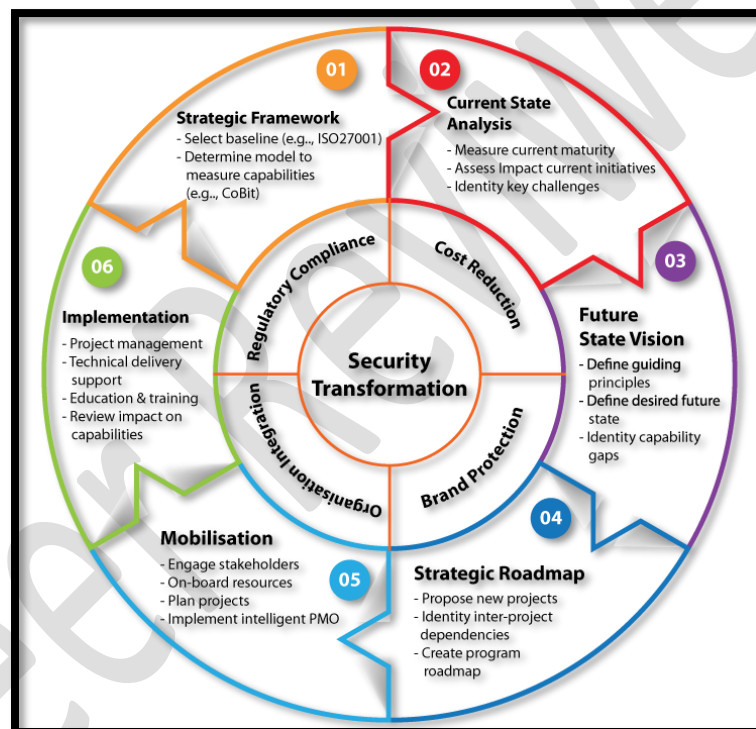 01
Strategic Framework
- Select baseline (e.g., ISO27001)
- Determine model to
measure capabilities
(e.g., CoBit)
02
Current State
Analysis
- Measure current maturity
- Assess Impact current initiatives
- Identity key challenges
03
Future
State Vision
- Define guiding
principles
- Define desired future
state
- Identity capability
gaps
04
Strategic Roadmap
- Propose new projects
- Identity inter-project
dependencies
- Create program
roadmap
05
Mobilisation
- Engage stakeholders
- On-board resources
- Plan projects
- Implement intelligent PMO
06
Implementation
- Project management
- Technical delivery
support
- Education & training
- Review impact on
capabilities
Regulatory Compliance
Cost Reduction
Brand Protection
Organisation Integration
Security
Transformation